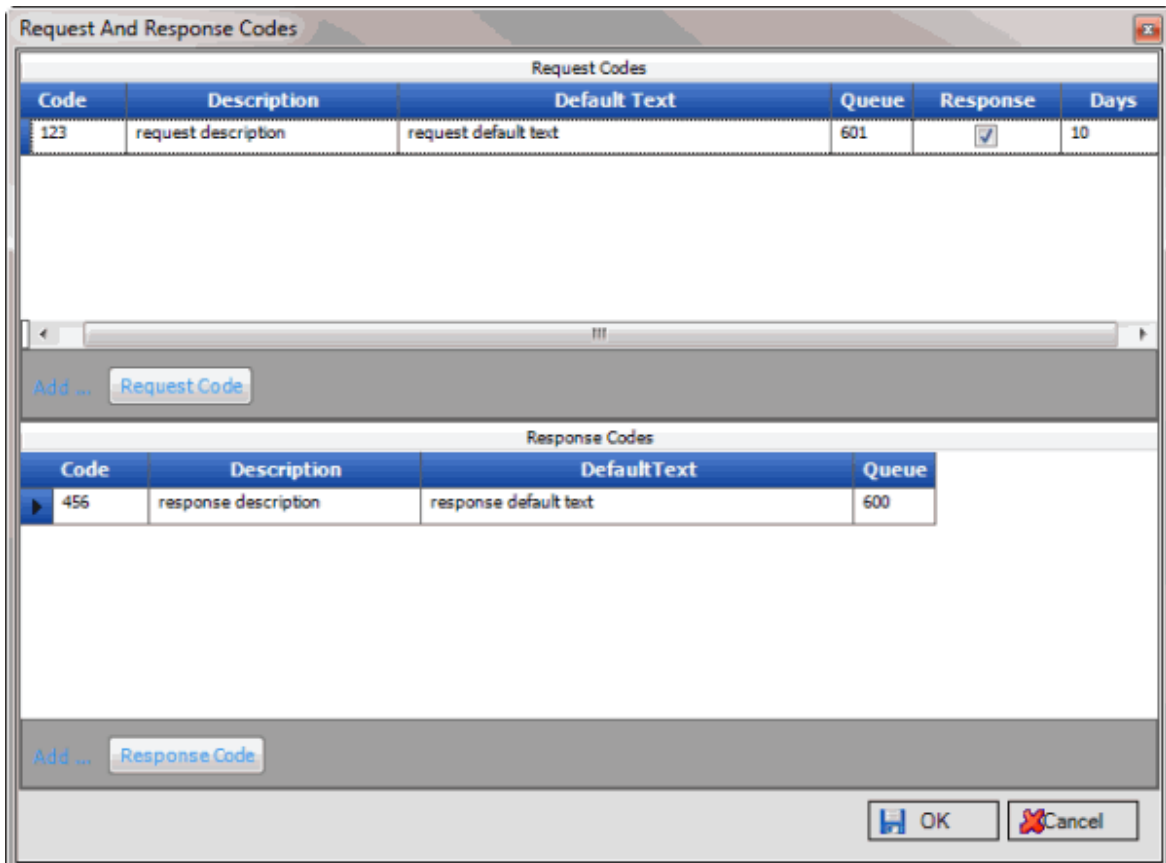 Request And Response Codes
Request Codes
Code Description Default Text Queue Response Days
123 request description request default text 601 10
Add ... Request Code
Response Codes
Code Description DefaultText Queue
456 response description response default text 600
Add ... Response Code
OK Cancel